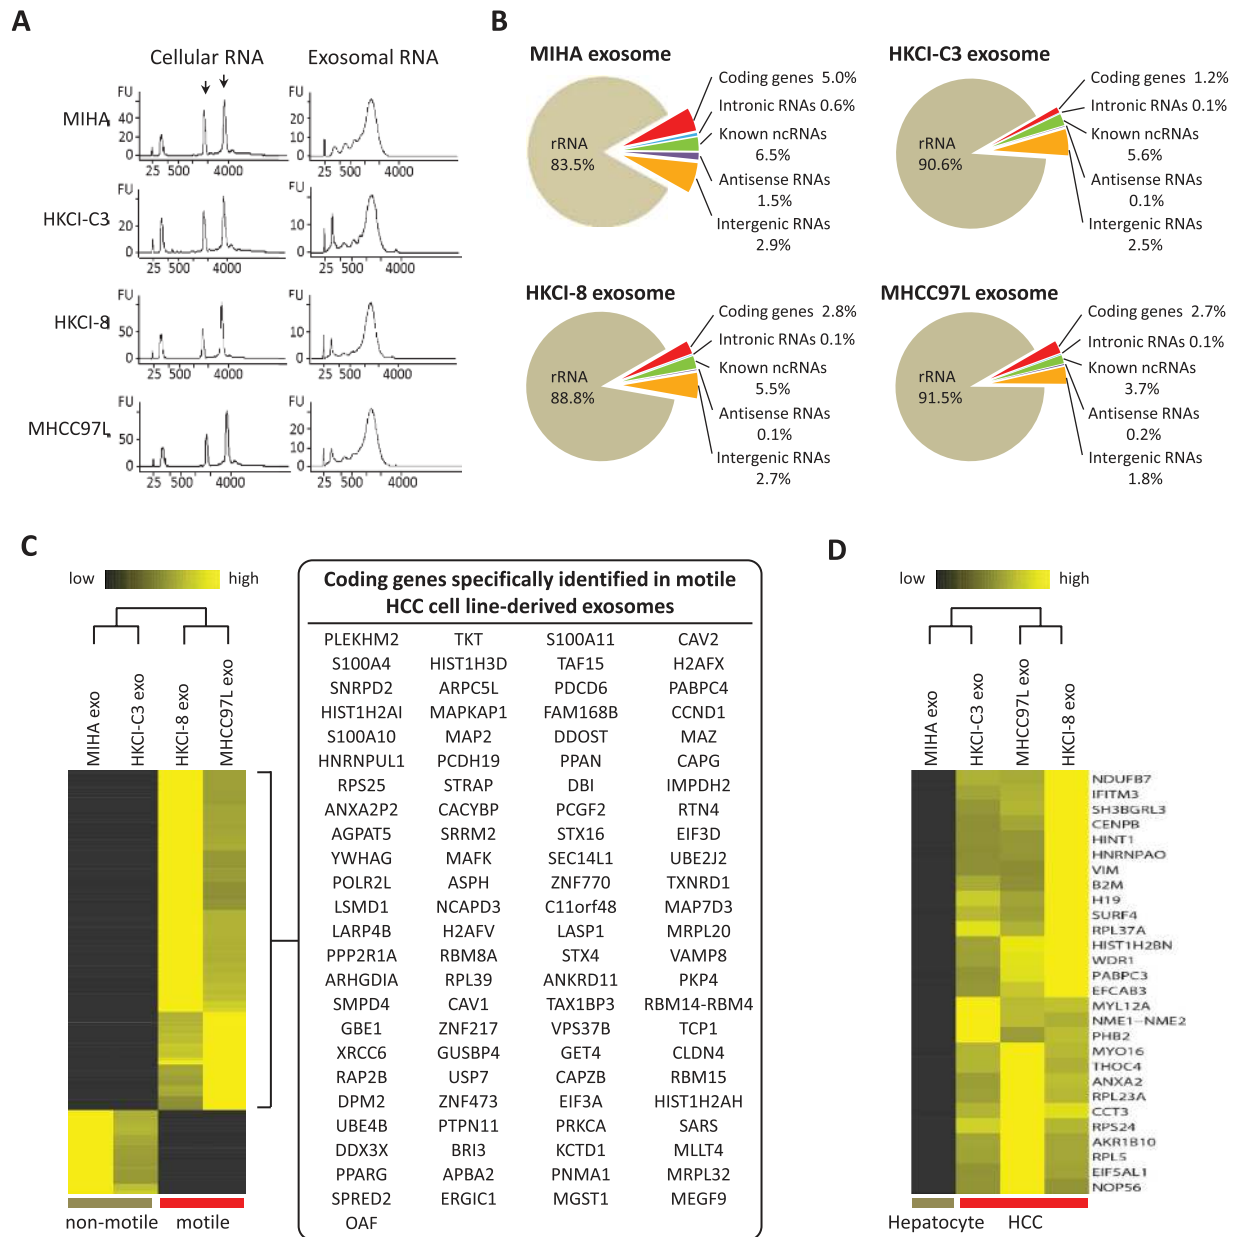 A
Cellular RNA
Exosomal RNA
MIHA
FU
60
40
20
0
25 500 4000
FU
20
10
0
25 500 4000
HKCI-C3
FU
40
20
0
25 500 4000
FU
20
10
0
25 500 4000
HKCI-8
FU
50
0
25 500 4000
FU
10
0
25 500 4000
MHCC97L
FU
50
0
25 500 4000
FU
20
10
0
25 500 4000
B
MIHA exosome
rRNA
83.5%
Coding genes 5.0%
Intronic RNAs 0.6%
Known ncRNAs
6.5%
Antisense RNAs
1.5%
Intergenic RNAs
2.9%
HKCI-C3 exosome
rRNA
90.6%
Coding genes 1.2%
Intronic RNAs 0.1%
Known ncRNAs
5.6%
Antisense RNAs
0.1%
Intergenic RNAs
2.5%
HKCI-8 exosome
rRNA
88.8%
Coding genes 2.8%
Intronic RNAs 0.1%
Known ncRNAs
5.5%
Antisense RNAs
0.1%
Intergenic RNAs
2.7%
MHCC97L exosome
rRNA
91.5%
Coding genes 2.7%
Intronic RNAs 0.1%
Known ncRNAs
3.7%
Antisense RNAs
0.2%
Intergenic RNAs
1.8%
C
low high
MIHA exo
HKCI-C3 exo
HKCI-8 exo
MHCC97L exo
non-motile motile
Coding genes specifically identified in motile
HCC cell line-derived exosomes
PLEKHM2 TKT S100A11 CAV2
S100A4 HIST1H3D TAF15 H2AFX
SNRPD2 ARPC5L PDCD6 PABPC4
HIST1H2AI MAPKAP1 FAM168B CCND1
S100A10 MAP2 DDOST MAZ
HNRNPUL1 PCDH19 PPAN CAPG
RPS25 STRAP DBI IMPDH2
ANXA2P2 CACYBP PCGF2 RTN4
AGPAT5 SRRM2 STX16 EIF3D
YWHAG MAFK SEC14L1 UBE2J2
POLR2L ASPH ZNF770 TXNRD1
LSMD1 NCAPD3 C11orf48 MAP7D3
LARP4B H2AFV LASP1 MRPL20
PPP2R1A RBM8A STX4 VAMP8
ARHGDIA RPL39 ANKRD11 PKP4
SMPD4 CAV1 TAX1BP3 RBM14-RBM4
GBE1 ZNF217 VPS37B TCP1
XRCC6 GUSBP4 GET4 CLDN4
RAP2B USP7 CAPZB RBM15
DPM2 ZNF473 EIF3A HIST1H2AH
UBE4B PTPN11 PRKCA SARS
DDX3X BRI3 KCTD1 MLLT4
PPARG APBA2 PNMA1 MRPL32
SPRED2 ERGIC1 MGST1 MEGF9
OAF
D
low high
MIHA exo
HKCI-C3 exo
MHCC97L exo
HKCI-8 exo
NDUFB7
IFITM3
SH3BGRL3
CENPB
HINT1
HNRNPAO
VIM
B2M
H19
SURF4
RPL37A
HIST1H2BN
WDR1
PABPC3
EFCAB3
MYL12A
NME1-NME2
PHB2
MYO16
THOC4
ANXA2
RPL23A
CCT3
RPS24
AKR1B10
RPL5
EIF5AL1
NOP56
Hepatocyte HCC